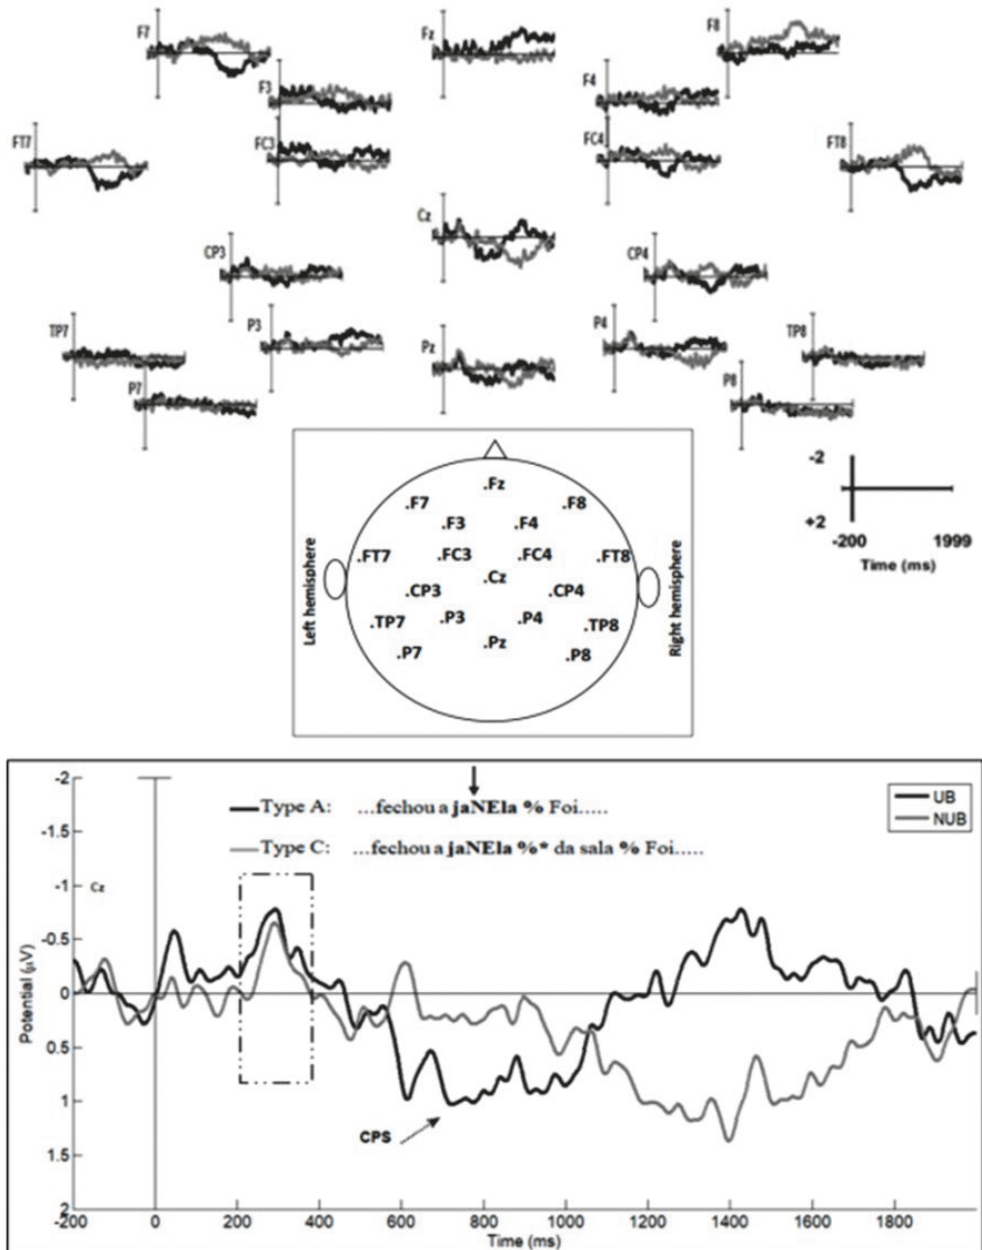 F7
Fz
F8
F3
F4
FT7
FC3
FC4
FT8
Cz
CP3
CP4
TP7
P3
Pz
P4
TP8
P7
P8
-2
+2
-200 1999
Time (ms)
.Fz
.F7 .F8
.F3 .F4
.FT7 .FC3 .FC4 .FT8
.Cz
.CP3 .CP4
.TP7 .P3 .P4 .TP8
.Pz
.P7 .P8
Left hemisphere
Right hemisphere
Type A: ...fechou a jaNEla % Foi.....
Type C: ...fechou a jaNEla %* da sala % Foi.....
UB
NUB
Cz
CPS
Potential (µV)
-2
-1.5
-1
-0.5
0
0.5
1
1.5
2
-200 0 200 400 600 800 1000 1200 1400 1600 1800
Time (ms)